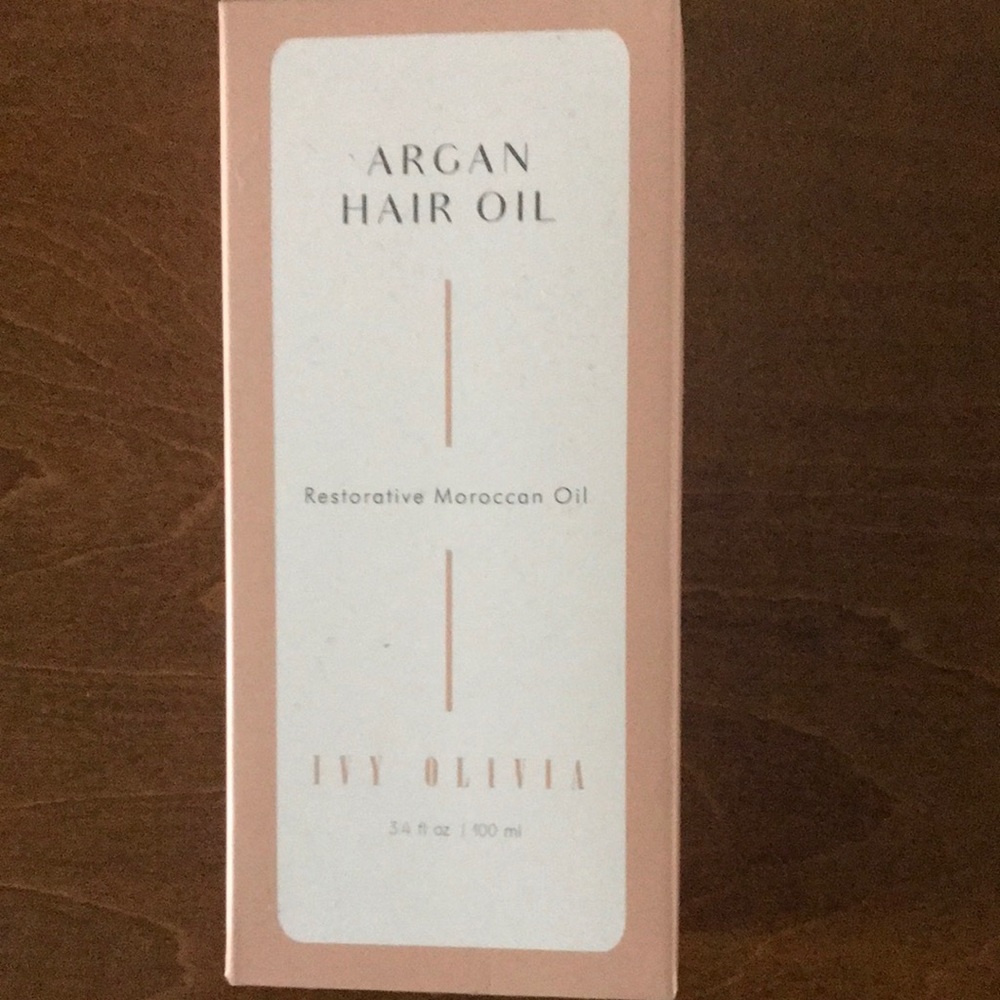 ARGAN
HAIR OIL
Restorative Moroccan Oil
IVY OLIVIA
3.4 fl oz | 100 ml